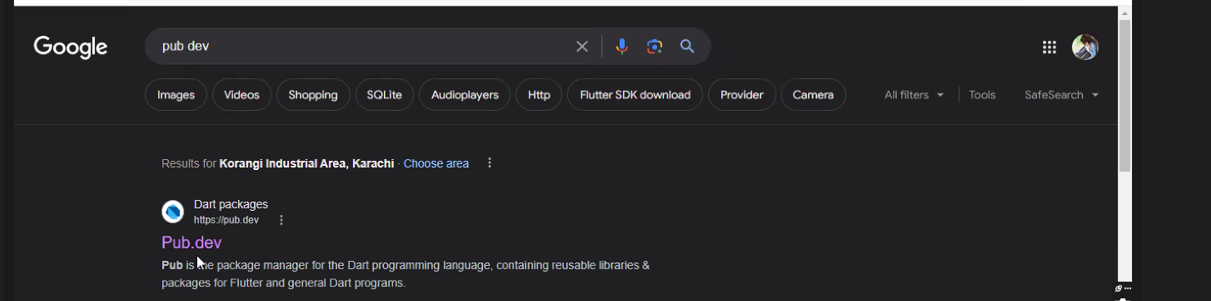 Google
pub dev
Images Videos Shopping SQLite Audioplayers Http Flutter SDK download Provider Camera All filters Tools SafeSearch
Results for Korangi Industrial Area, Karachi · Choose area
Dart packages
https://pub.dev
Pub.dev
Pub is the package manager for the Dart programming language, containing reusable libraries &
packages for Flutter and general Dart programs.